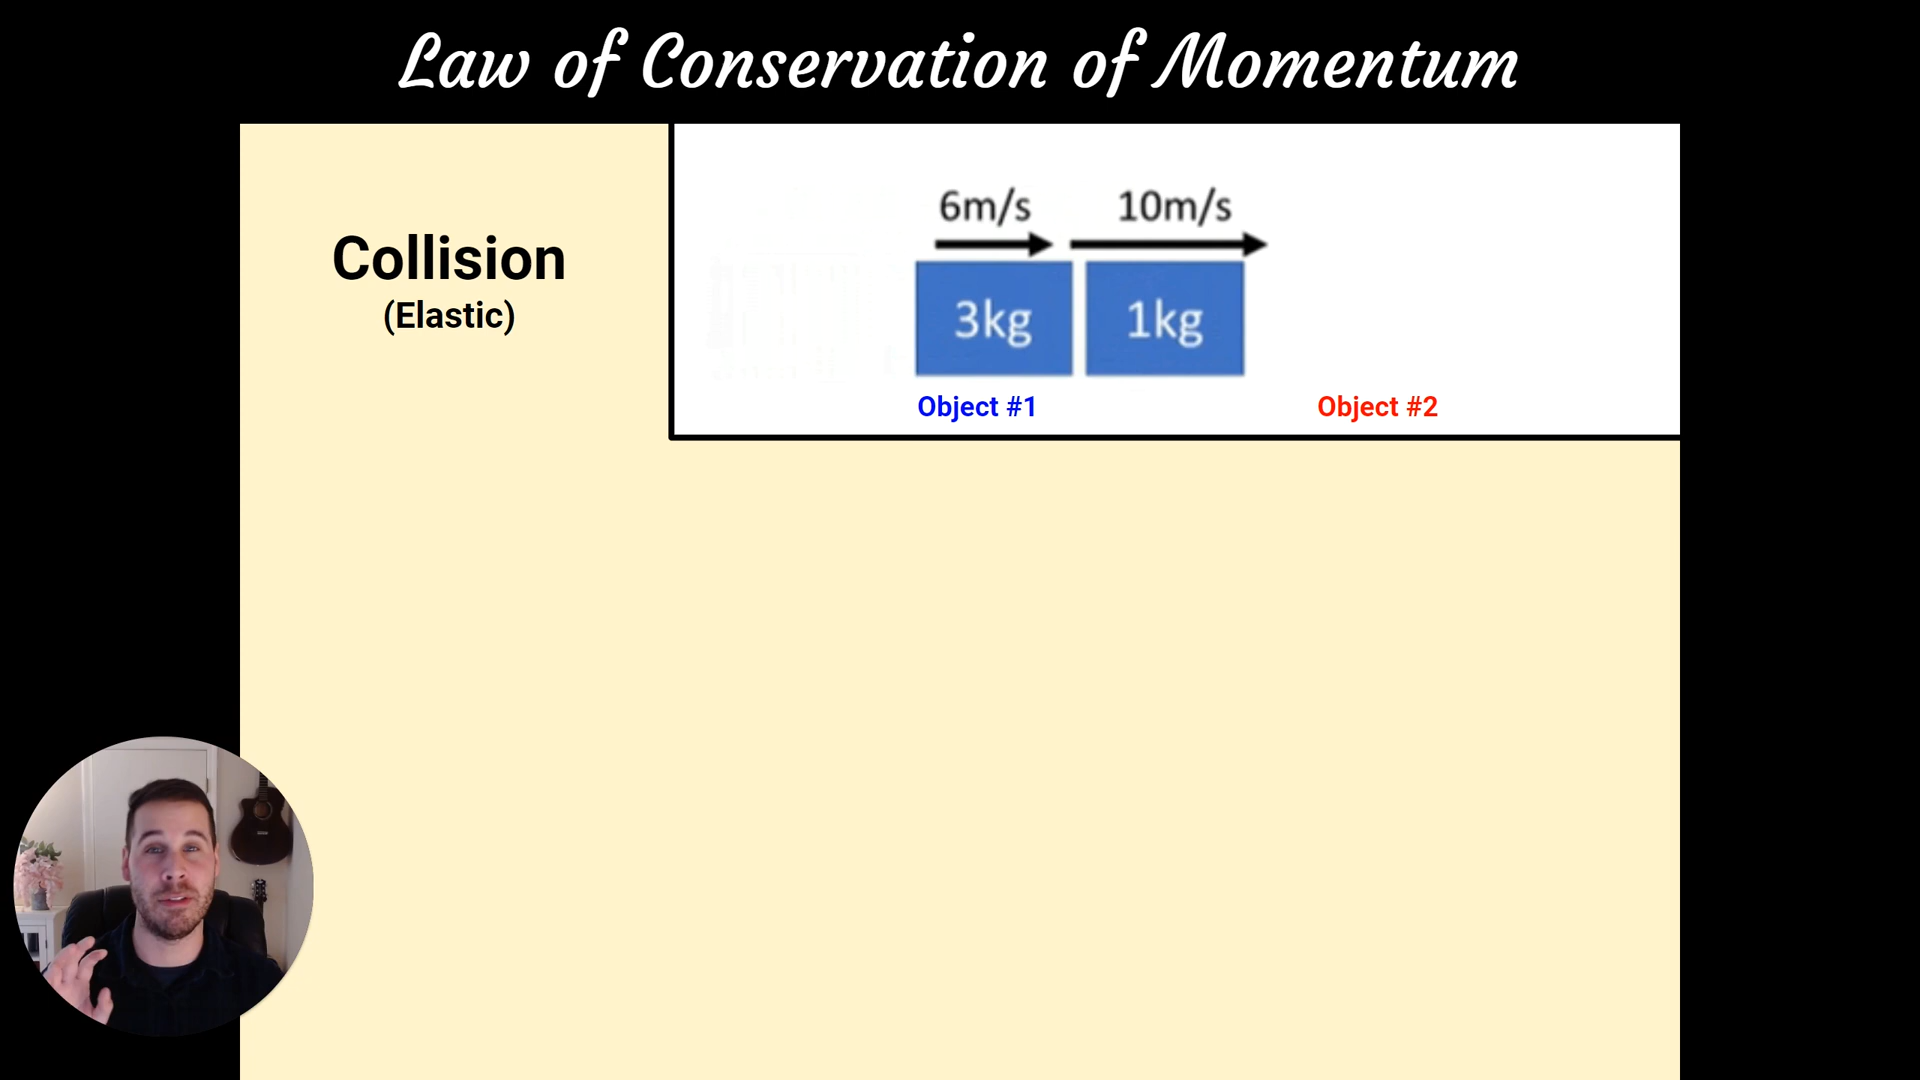 Law of Conservation of Momentum
Collision
(Elastic)
6m/s 10m/s
3kg 1kg
Object #1 Object #2